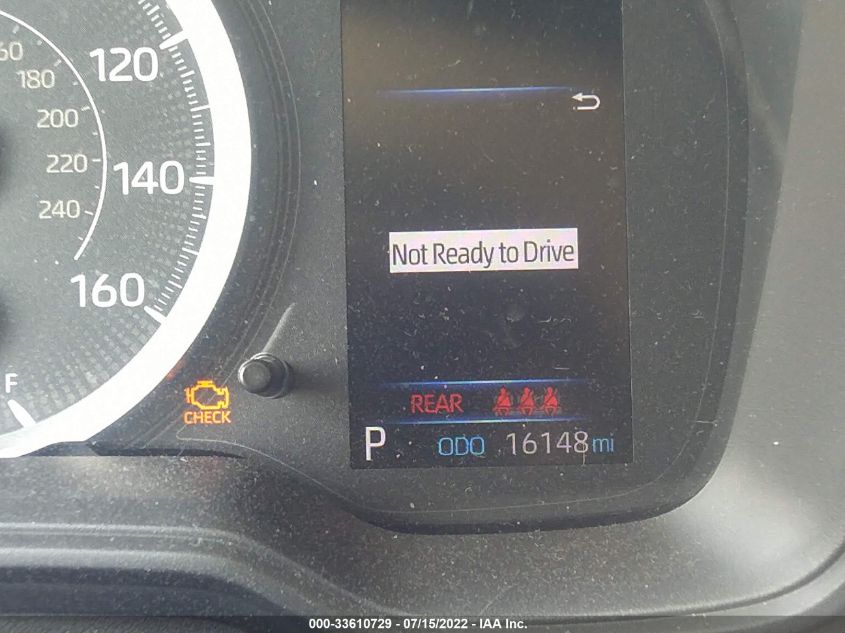 120
140
160
60
180
200
220
240
F
CHECK
Not Ready to Drive
REAR
P ODO 16148 mi
000-33610729 - 07/15/2022 - IAA Inc.